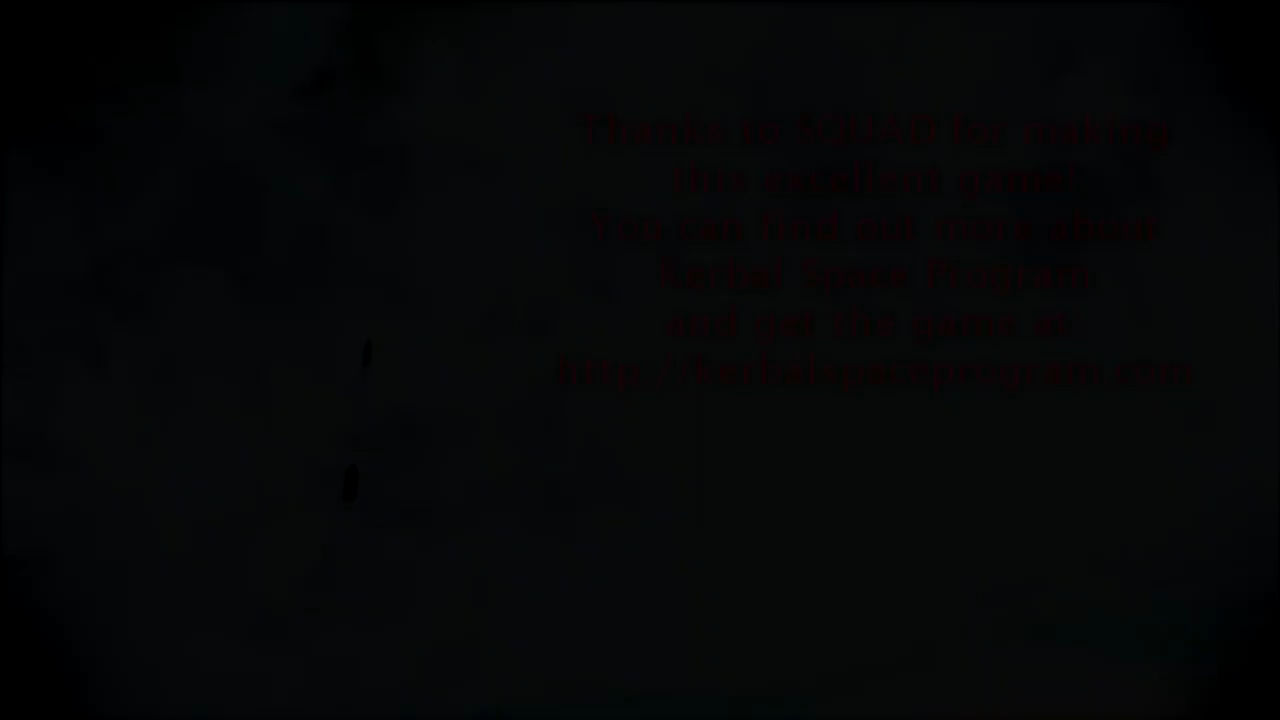 Thanks to SQUAD for making
this excellent game!
You can find out more about
Kerbal Space Program
and get the game at
http://kerbalspaceprogram.com